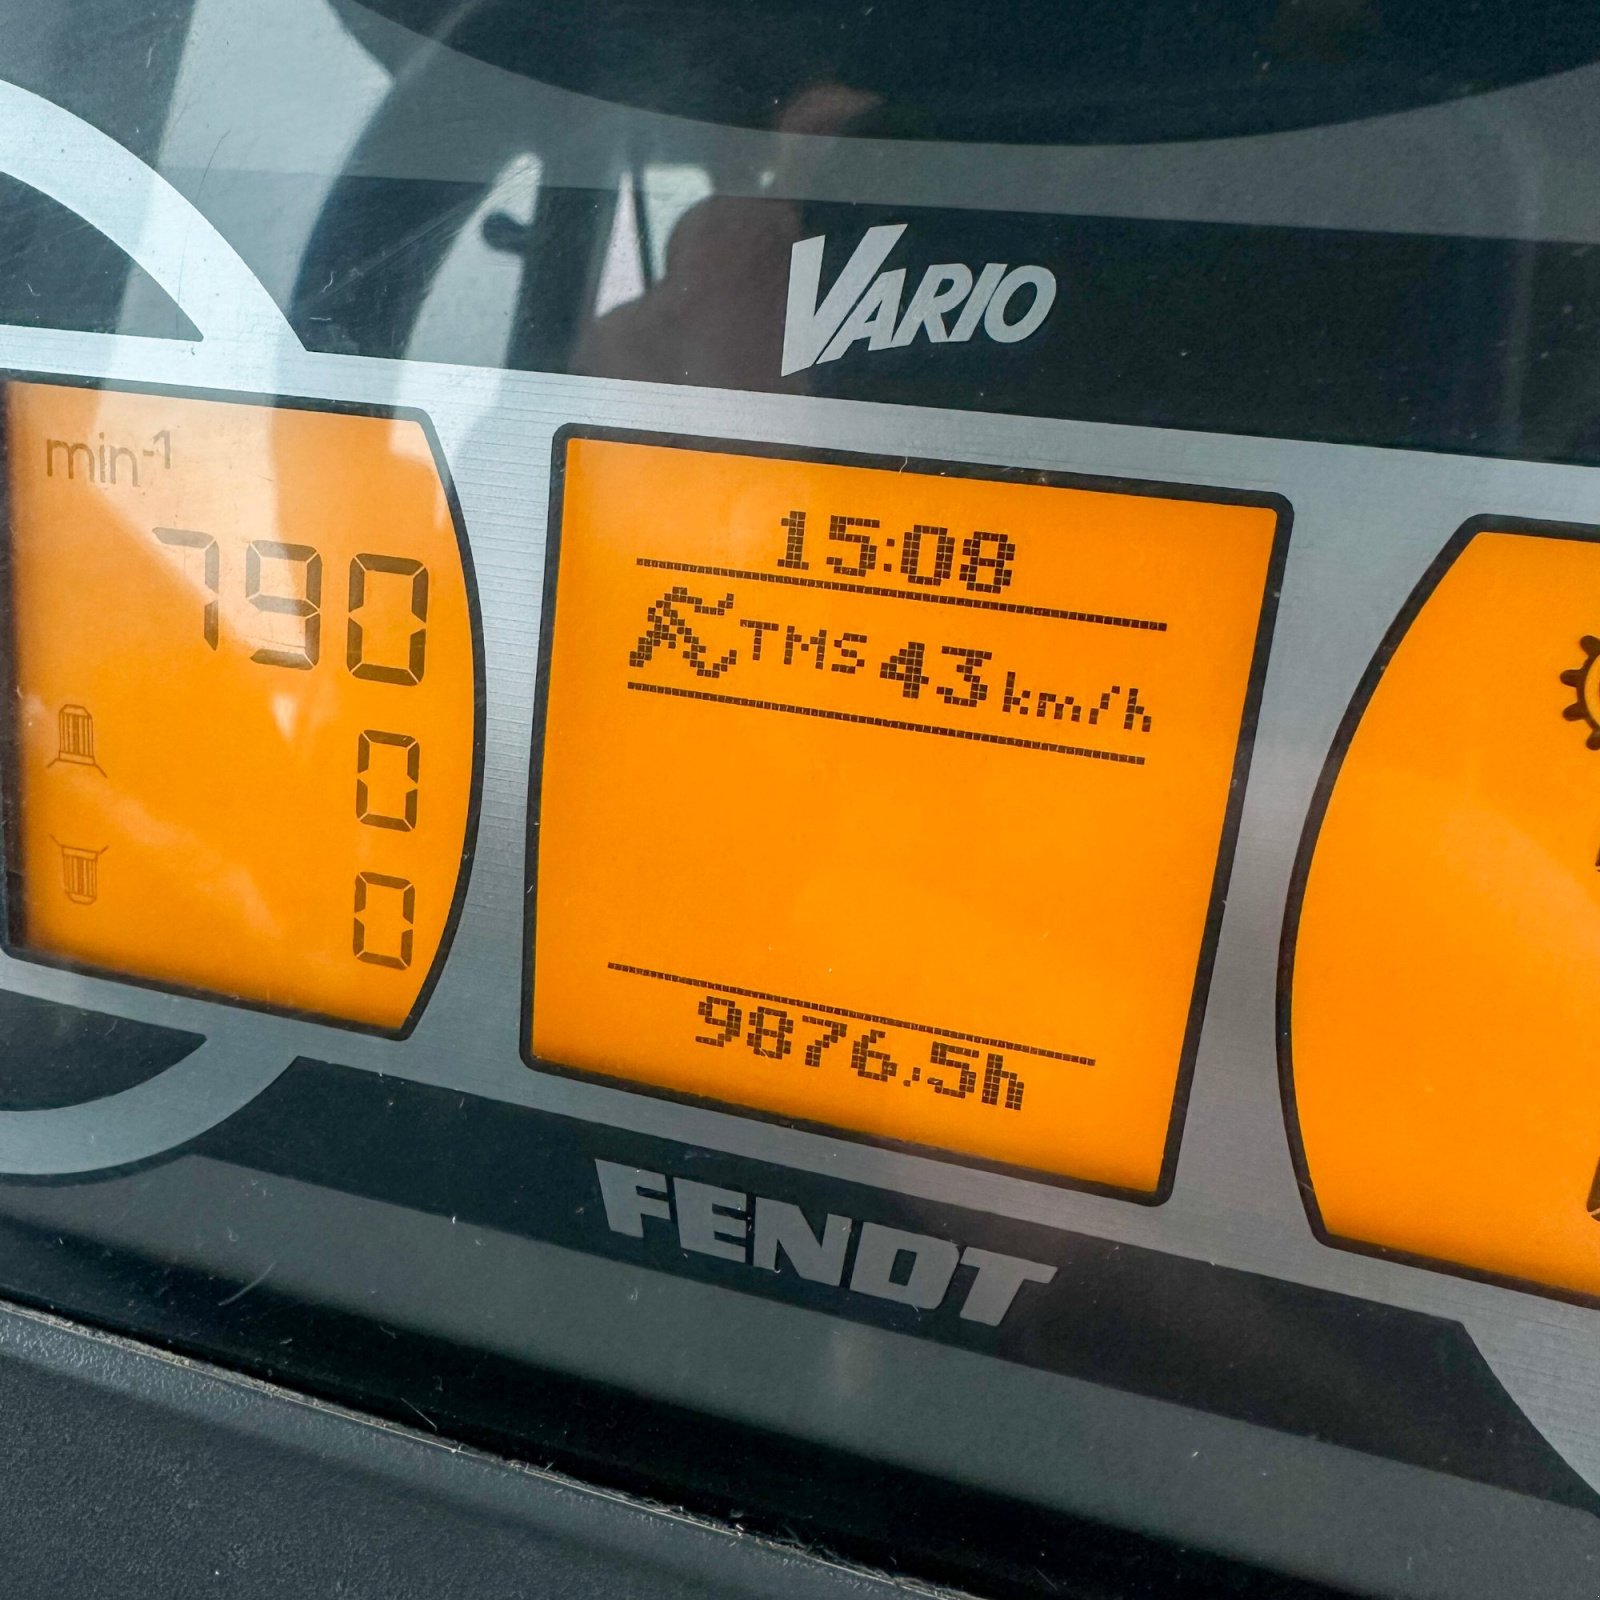 VARIO
min-1
790
0
0
15:08
TMS 43 km/h
9876.5h
FENDT